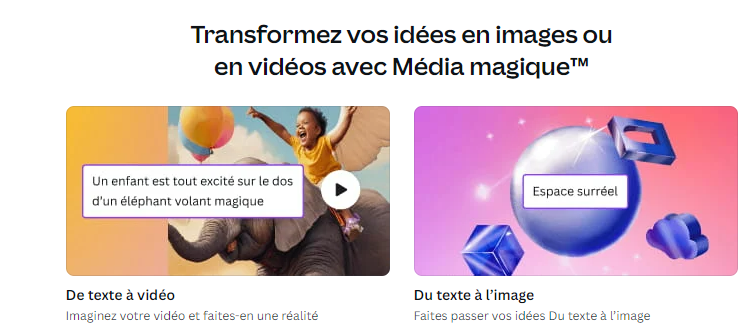 Transformez vos idées en images ou
en vidéos avec Média magique™
Un enfant est tout excité sur le dos
d'un éléphant volant magique
Espace surréel
De texte à vidéo
Imaginez votre vidéo et faites-en une réalité
Du texte à l'image
Faites passer vos idées Du texte à l'image